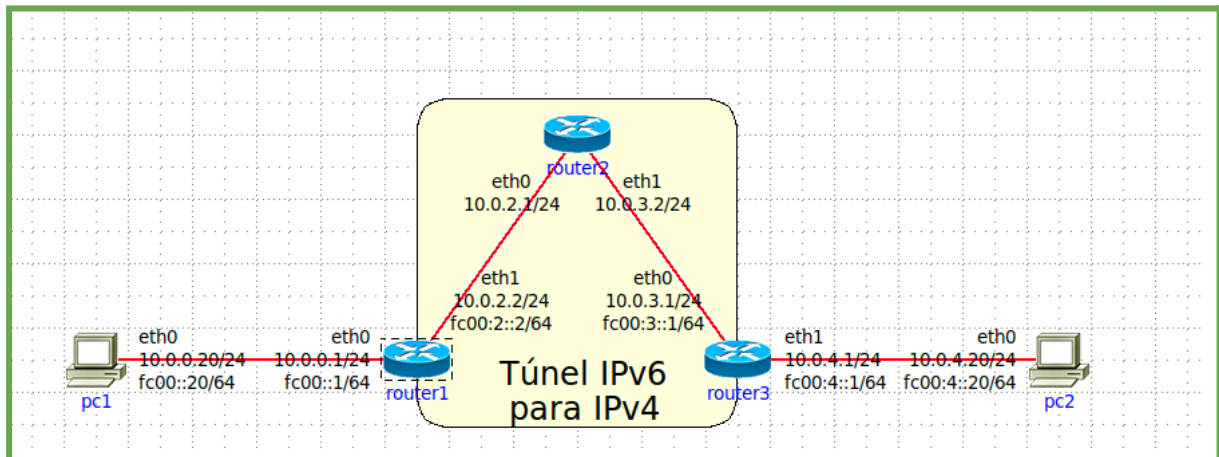 router2
eth0
10.0.2.1/24
eth1
10.0.3.2/24
eth1
10.0.2.2/24
fc00:2::2/64
eth0
10.0.3.1/24
fc00:3::1/64
eth0
10.0.0.20/24
fc00::20/64
pc1
eth0
10.0.0.1/24
fc00::1/64
router1
Túnel IPv6
para IPv4
router3
eth1
10.0.4.1/24
fc00:4::1/64
eth0
10.0.4.20/24
fc00:4::20/64
pc2